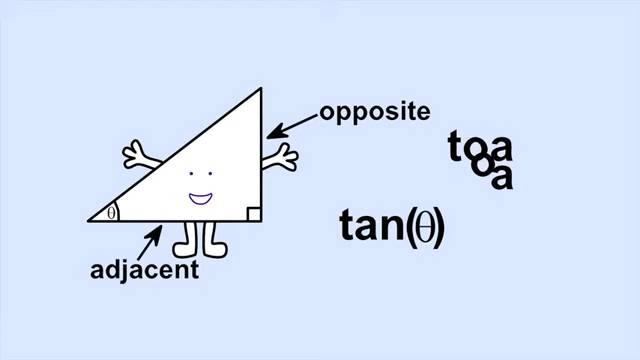 opposite
toa
oa
θ
tan(θ)
adjacent